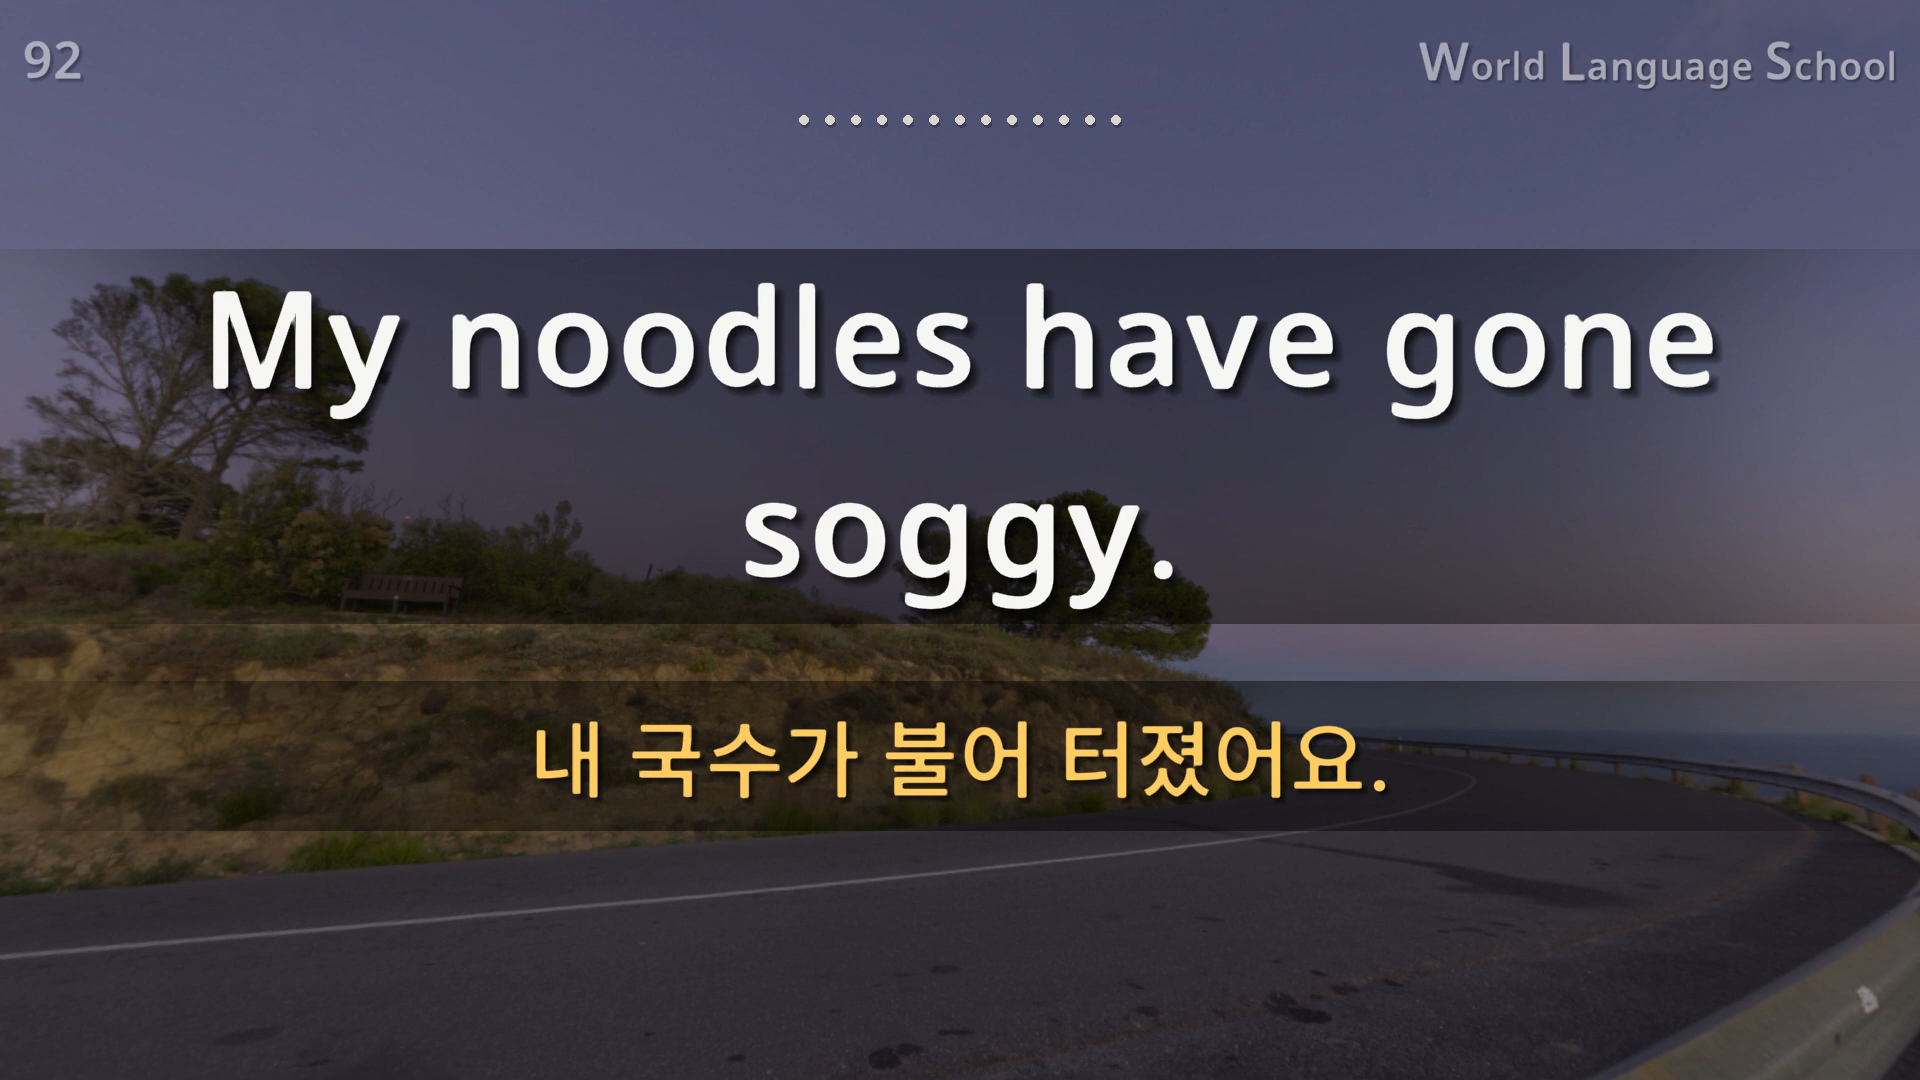 92
World Language School
My noodles have gone
soggy.
내 국수가 불어 터졌어요.